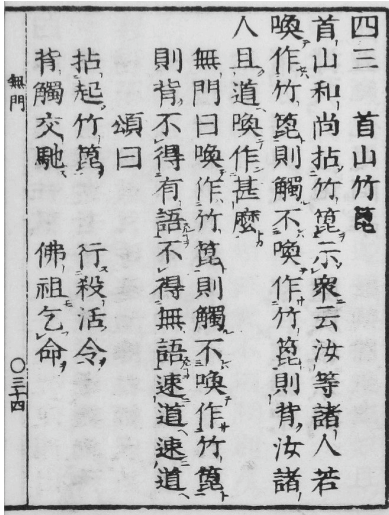 四三　首山竹篦
首山和尚拈竹篦示衆云汝等諸人若
喚作竹篦則觸不喚作竹篦則背汝諸
人且道喚作甚麼
無門曰喚作竹篦則觸不喚作竹篦
則背不得有語不得無語速道速道
頌曰
拈起竹篦　行殺活令
背觸交馳　佛祖乞命
無門
〇三十四